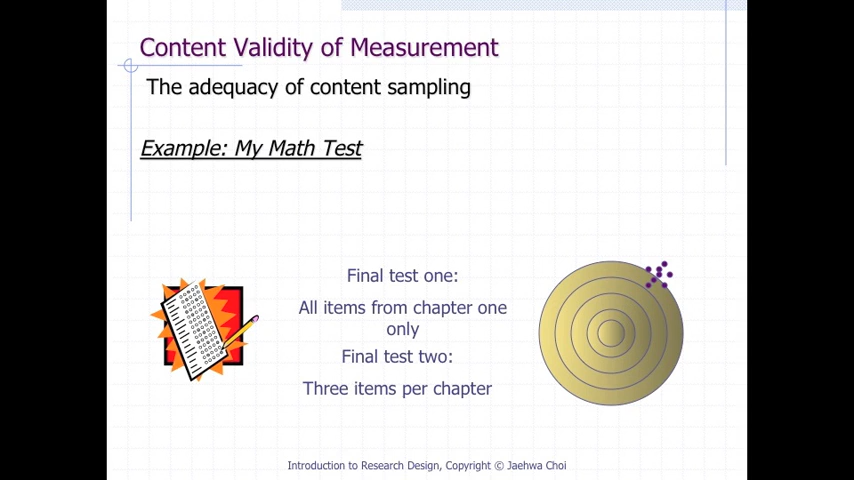 Content Validity of Measurement
The adequacy of content sampling
Example: My Math Test
Final test one:
All items from chapter one
only
Final test two:
Three items per chapter
Introduction to Research Design, Copyright © Jaehwa Choi